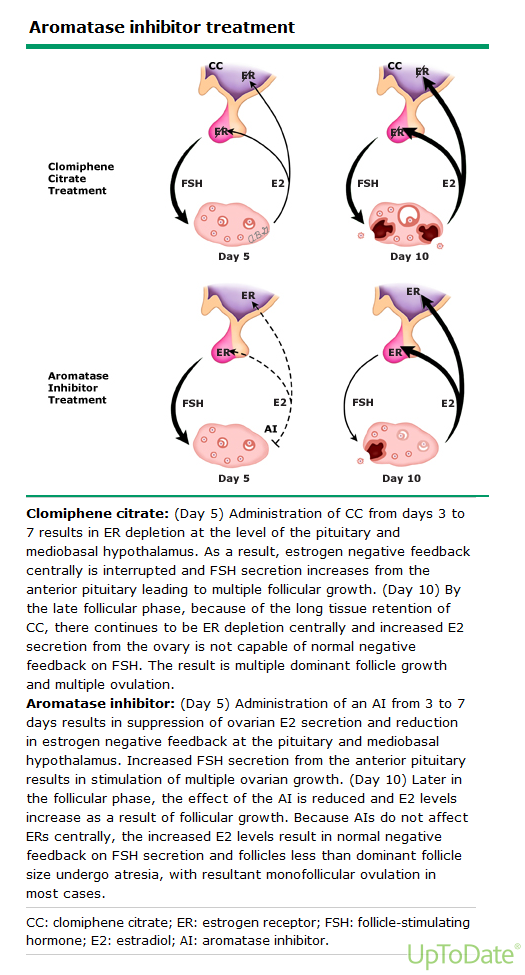 Aromatase inhibitor treatment
CC
ER
ER
FSH
E2
Day 5
CC
ER
ER
FSH
E2
Day 10
Clomiphene
Citrate
Treatment
ER
ER
FSH
E2
AI
Day 5
ER
ER
FSH
E2
Day 10
Aromatase
Inhibitor
Treatment
Clomiphene citrate: (Day 5) Administration of CC from days 3 to
7 results in ER depletion at the level of the pituitary and
mediobasal hypothalamus. As a result, estrogen negative feedback
centrally is interrupted and FSH secretion increases from the
anterior pituitary leading to multiple follicular growth. (Day 10) By
the late follicular phase, because of the long tissue retention of
CC, there continues to be ER depletion centrally and increased E2
secretion from the ovary is not capable of normal negative
feedback on FSH. The result is multiple dominant follicle growth
and multiple ovulation.
Aromatase inhibitor: (Day 5) Administration of an AI from 3 to 7
days results in suppression of ovarian E2 secretion and reduction
in estrogen negative feedback at the pituitary and mediobasal
hypothalamus. Increased FSH secretion from the anterior pituitary
results in stimulation of multiple ovarian growth. (Day 10) Later in
the follicular phase, the effect of the AI is reduced and E2 levels
increase as a result of follicular growth. Because AIs do not affect
ERs centrally, the increased E2 levels result in normal negative
feedback on FSH secretion and follicles less than dominant follicle
size undergo atresia, with resultant monofollicular ovulation in
most cases.
CC: clomiphene citrate; ER: estrogen receptor; FSH: follicle-stimulating
hormone; E2: estradiol; AI: aromatase inhibitor.
UpToDate®